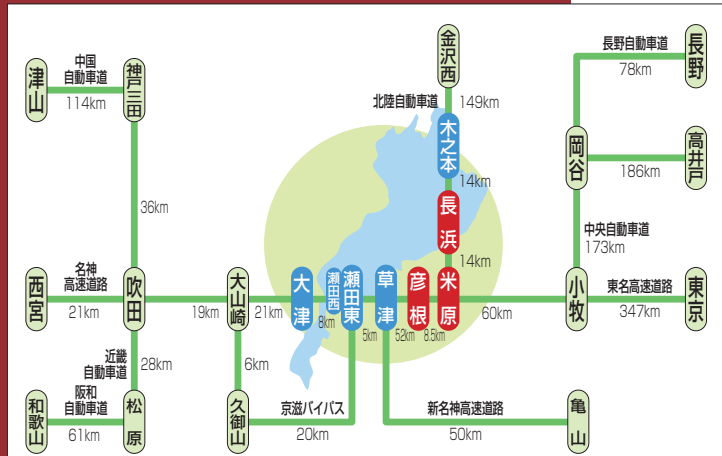 金沢西
長野自動車道
長野
78km
中国
自動車道
津山
114km
神戸三田
北陸自動車道
149km
木之本
14km
岡谷
186km
高井戸
36km
長浜
14km
中央自動車道
173km
名神
高速道路
西宮
21km
吹田
19km
大山崎
21km
大津
8km
瀬田西
瀬田東
5km
草津
52km
彦根
8.5km
米原
60km
小牧
東名高速道路
347km
東京
近畿
自動車道
28km
6km
阪和
自動車道
和歌山
61km
松原
久御山
京滋バイパス
20km
新名神高速道路
50km
亀山